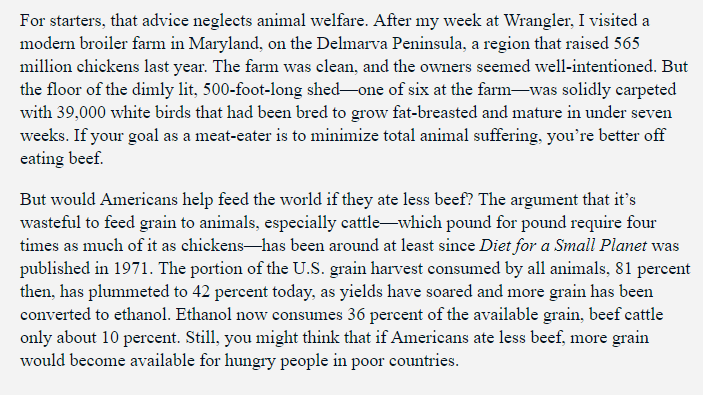 For starters, that advice neglects animal welfare. After my week at Wrangler, I visited a
modern broiler farm in Maryland, on the Delmarva Peninsula, a region that raised 565
million chickens last year. The farm was clean, and the owners seemed well-intentioned. But
the floor of the dimly lit, 500-foot-long shed—one of six at the farm—was solidly carpeted
with 39,000 white birds that had been bred to grow fat-breasted and mature in under seven
weeks. If your goal as a meat-eater is to minimize total animal suffering, you’re better off
eating beef.
But would Americans help feed the world if they ate less beef? The argument that it’s
wasteful to feed grain to animals, especially cattle—which pound for pound require four
times as much of it as chickens—has been around at least since Diet for a Small Planet was
published in 1971. The portion of the U.S. grain harvest consumed by all animals, 81 percent
then, has plummeted to 42 percent today, as yields have soared and more grain has been
converted to ethanol. Ethanol now consumes 36 percent of the available grain, beef cattle
only about 10 percent. Still, you might think that if Americans ate less beef, more grain
would become available for hungry people in poor countries.